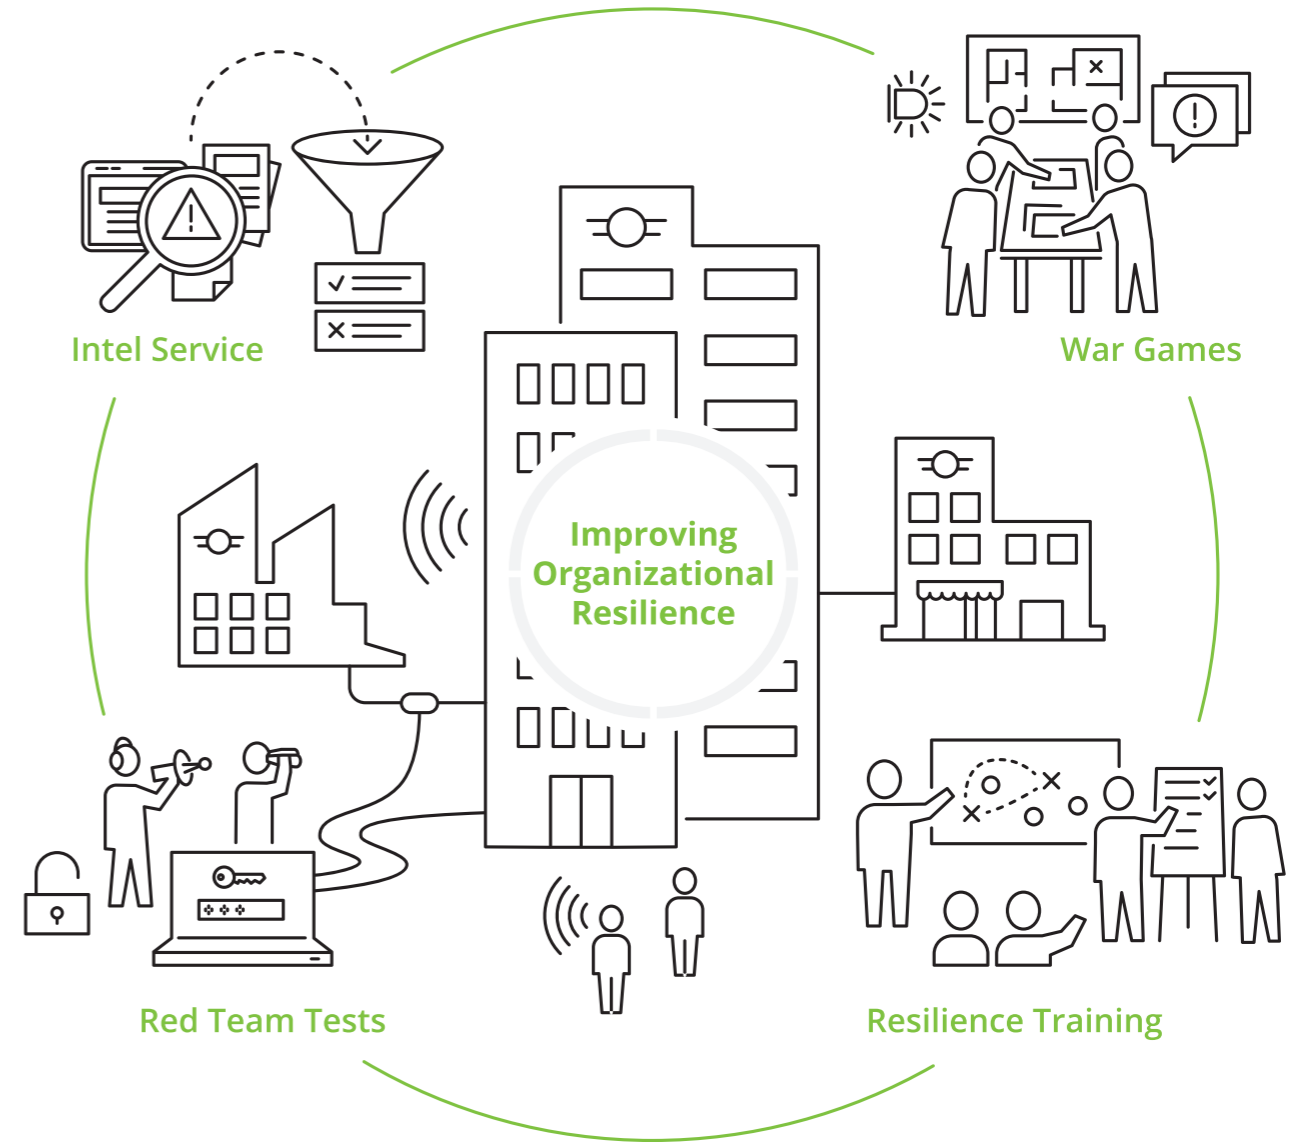 Intel Service
War Games
Improving
Organizational
Resilience
Red Team Tests
Resilience Training